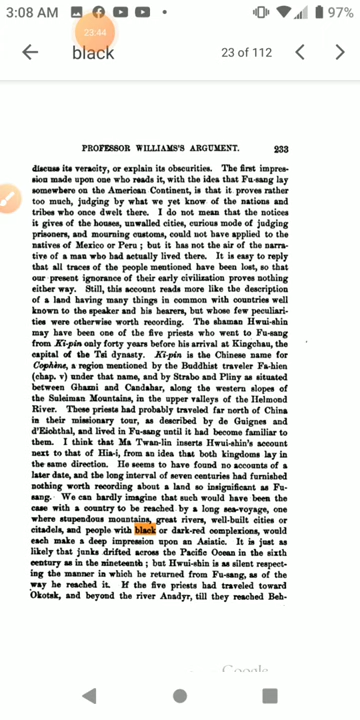 3:08 AM
97%
23:44
black
23 of 112
PROFESSOR WILLIAMS'S ARGUMENT. 233
discuss its veracity, or explain its obscurities. The first impres-
sion made upon one who reads it, with the idea that Fu-sang lay
somewhere on the American Continent, is that it proves rather
too much, judging by what we yet know of the nations and
tribes who once dwelt there. I do not mean that the notices
it gives of the houses, unwalled cities, curious mode of judging
prisoners, and mourning customs, could not have applied to the
natives of Mexico or Peru; but it has not the air of the narra-
tive of a man who had actually lived there. It is easy to reply
that all traces of the people mentioned have been lost, so that
our present ignorance of their early civilization proves nothing
either way. Still, this account reads more like the description
of a land having many things in common with countries well
known to the speaker and his hearers, but whose few peculiari-
ties were otherwise worth recording. The shaman Hwui-shin
may have been one of the five priests who went to Fu-sang
from Ki-pin only forty years before his arrival at Kingchau, the
capital of the Tsi dynasty. Ki-pin is the Chinese name for
Cophène, a region mentioned by the Buddhist traveler Fa-hien
(chap. v) under that name, and by Strabo and Pliny as situated
between Ghazni and Candahar, along the western slopes of
the Suleiman Mountains, in the upper valleys of the Helmond
River. These priests had probably traveled far north of China
in their missionary tour, as described by de Guignes and
d'Eichthal, and lived in Fu-sang until it had become familiar to
them. I think that Ma Twan-lin inserts Hwui-shin's account
next to that of Hia-i, from an idea that both kingdoms lay in
the same direction. He seems to have found no accounts of a
later date, and the long interval of seven centuries had furnished
nothing worth recording about a land so insignificant as Fu-
sang. We can hardly imagine that such would have been the
case with a country to be reached by a long sea-voyage, one
where stupendous mountains, great rivers, well-built cities or
citadels, and people with black or dark-red complexions, would
each make a deep impression upon an Asiatic. It is just as
likely that junks drifted across the Pacific Ocean in the sixth
century as in the nineteenth; but Hwui-shin is as silent respect-
ing the manner in which he returned from Fu-sang, as of the
way he reached it. If the five priests had traveled toward
Okotsk, and beyond the river Anadyr, till they reached Beh-
Google